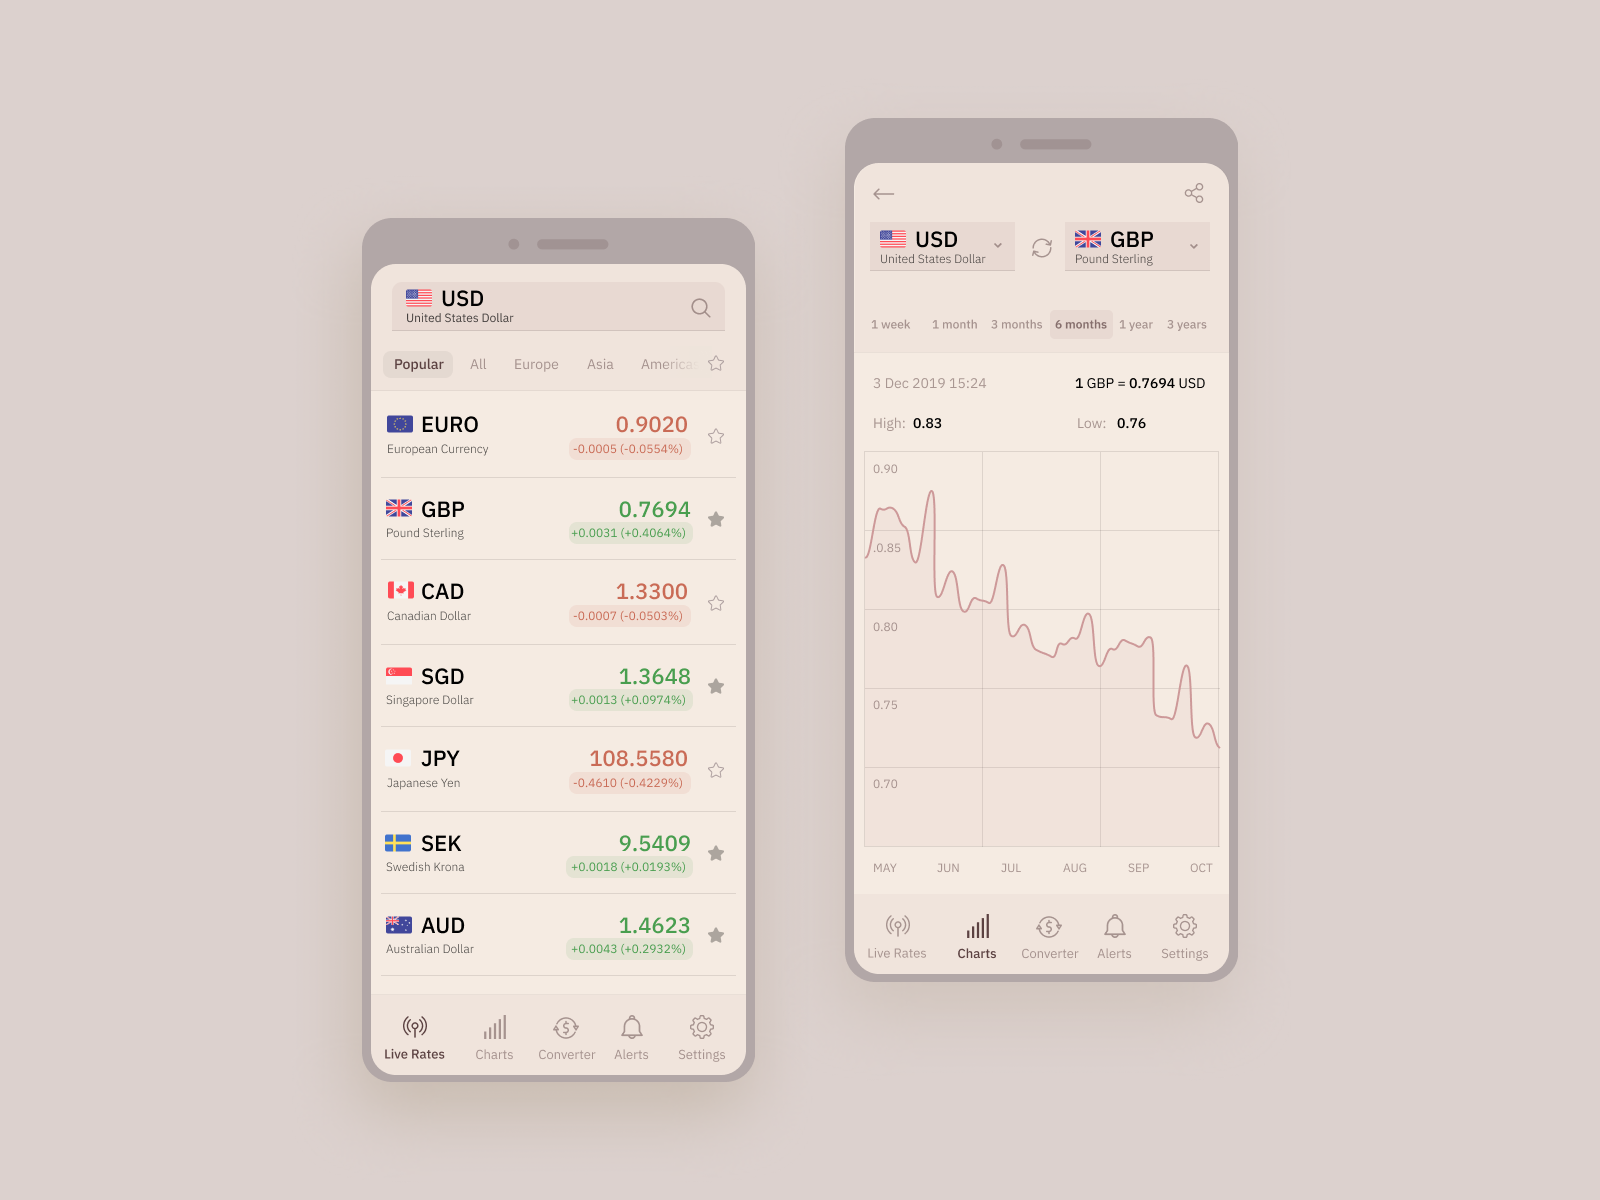 USD
United States Dollar
Popular All Europe Asia Americas
EURO 0.9020
European Currency -0.0005 (-0.0554%)
GBP 0.7694
Pound Sterling +0.0031 (+0.4064%)
CAD 1.3300
Canadian Dollar -0.0007 (-0.0503%)
SGD 1.3648
Singapore Dollar +0.0013 (+0.0974%)
JPY 108.5580
Japanese Yen -0.4610 (-0.4229%)
SEK 9.5409
Swedish Krona +0.0018 (+0.0193%)
AUD 1.4623
Australian Dollar +0.0043 (+0.2932%)
Live Rates Charts Converter Alerts Settings
USD GBP
United States Dollar Pound Sterling
1 week 1 month 3 months 6 months 1 year 3 years
3 Dec 2019 15:24 1 GBP = 0.7694 USD
High: 0.83 Low: 0.76
0.90
.0.85
0.80
0.75
0.70
MAY JUN JUL AUG SEP OCT
Live Rates Charts Converter Alerts Settings